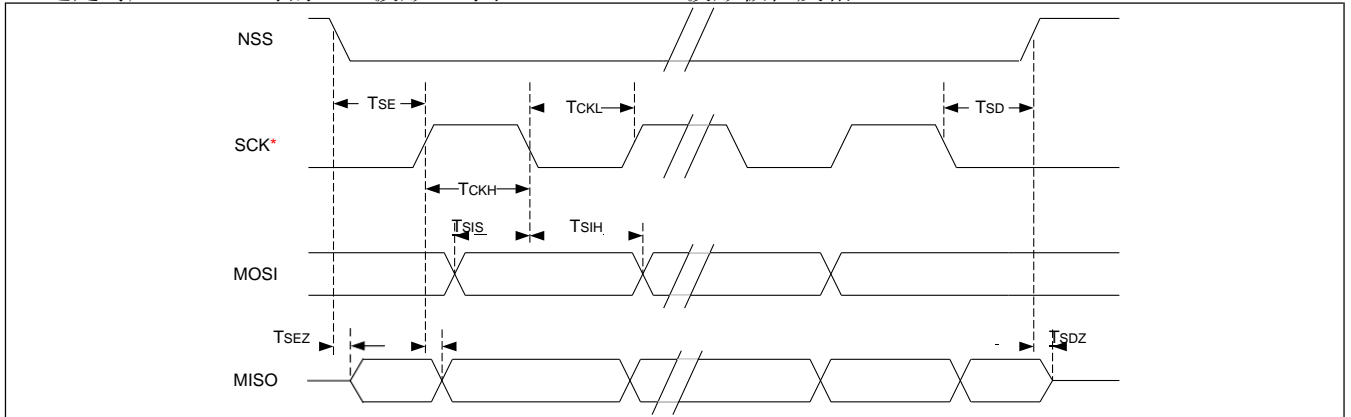 NSS
TSE
TCKL
TSD
SCK*
TCKH
TSIS
TSIH
MOSI
TSEZ
TSDZ
MISO